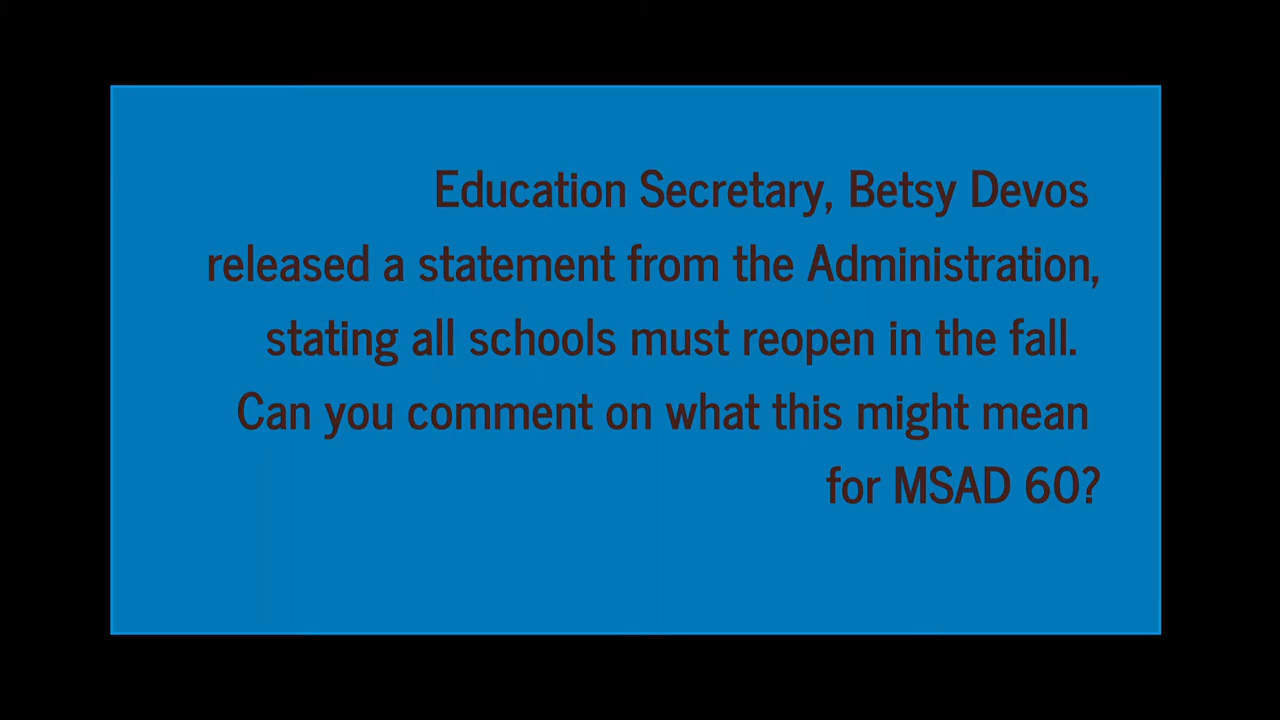 Education Secretary, Betsy Devos
released a statement from the Administration,
stating all schools must reopen in the fall.
Can you comment on what this might mean
for MSAD 60?